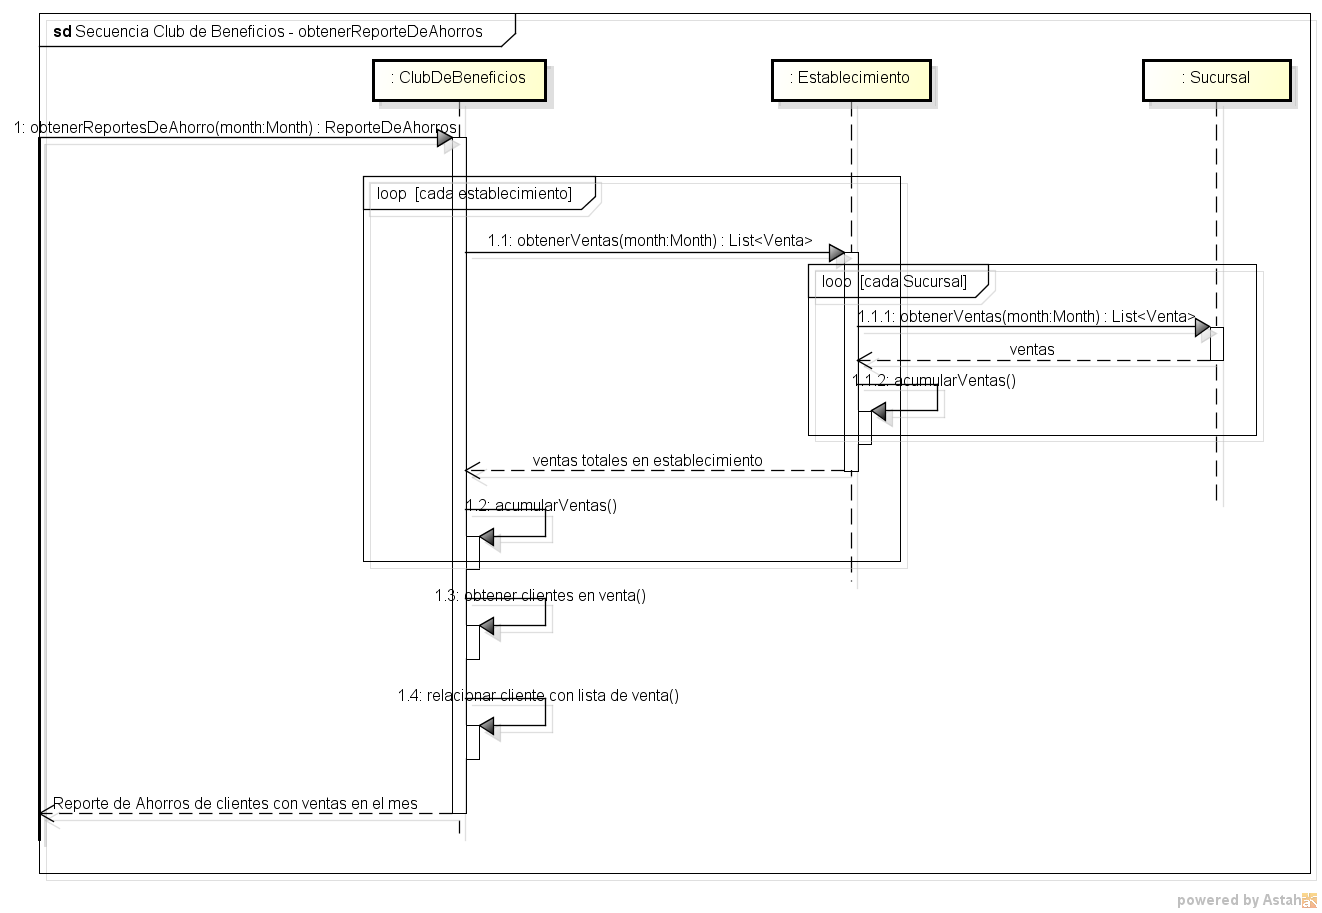 sd Secuencia Club de Beneficios - obtenerReporteDeAhorros
: ClubDeBeneficios
: Establecimiento
: Sucursal
1: obtenerReportesDeAhorro(month:Month) : ReporteDeAhorros
loop [cada establecimiento]
1.1: obtenerVentas(month:Month) : List<Venta>
loop [cada Sucursal]
1.1.1: obtenerVentas(month:Month) : List<Venta>
ventas
1.1.2: acumularVentas()
ventas totales en establecimiento
1.2: acumularVentas()
1.3: obtener clientes en venta()
1.4: relacionar cliente con lista de venta()
Reporte de Ahorros de clientes con ventas en el mes
powered by Astah